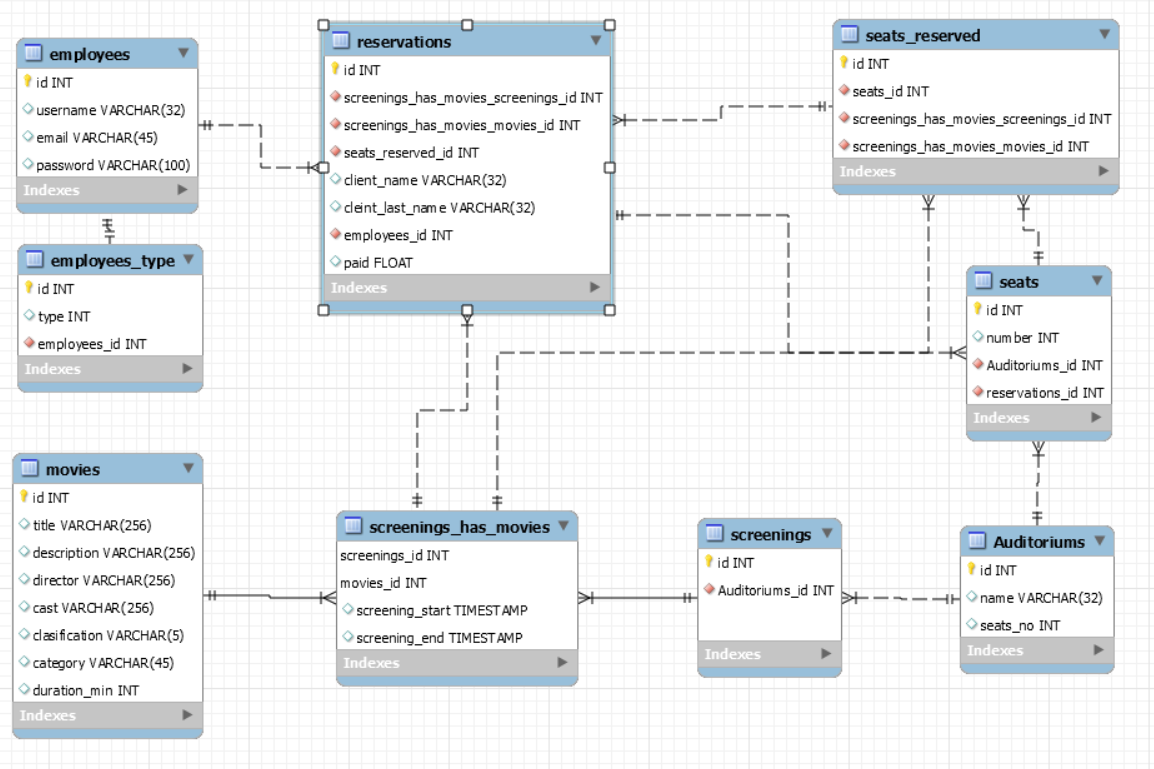 employees
id INT
username VARCHAR(32)
email VARCHAR(45)
password VARCHAR(100)
Indexes
employees_type
id INT
type INT
employees_id INT
Indexes
reservations
id INT
screenings_has_movies_screenings_id INT
screenings_has_movies_movies_id INT
seats_reserved_id INT
client_name VARCHAR(32)
cleint_last_name VARCHAR(32)
employees_id INT
paid FLOAT
Indexes
seats_reserved
id INT
seats_id INT
screenings_has_movies_screenings_id INT
screenings_has_movies_movies_id INT
Indexes
seats
id INT
number INT
Auditoriums_id INT
reservations_id INT
Indexes
movies
id INT
title VARCHAR(256)
description VARCHAR(256)
director VARCHAR(256)
cast VARCHAR(256)
clasification VARCHAR(5)
category VARCHAR(45)
duration_min INT
Indexes
screenings_has_movies
screenings_id INT
movies_id INT
screening_start TIMESTAMP
screening_end TIMESTAMP
Indexes
screenings
id INT
Auditoriums_id INT
Indexes
Auditoriums
id INT
name VARCHAR(32)
seats_no INT
Indexes